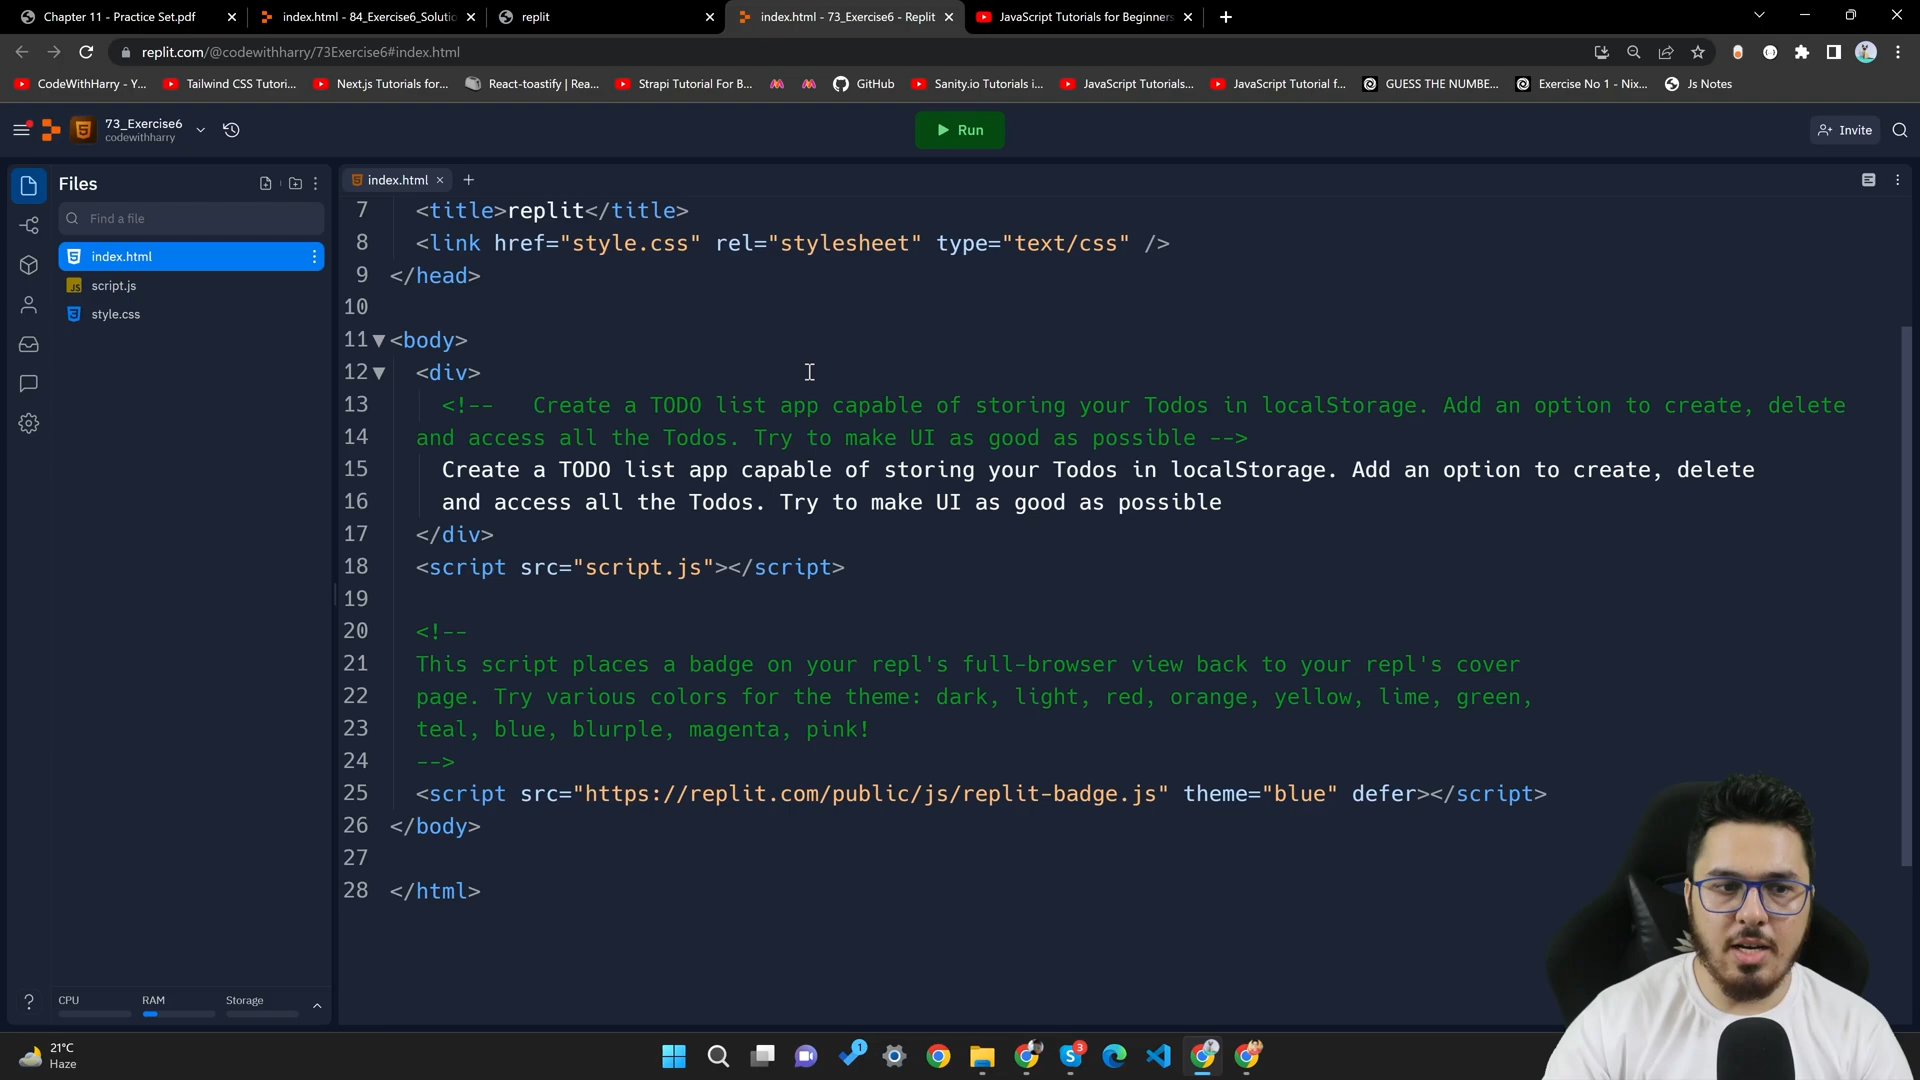 Chapter 11 - Practice Set.pdf
index.html - 84_Exercise6_Solutio
replit
index.html - 73_Exercise6 - Replit
JavaScript Tutorials for Beginners
replit.com/@codewithharry/73Exercise6#index.html
CodeWithHarry - Y...
Tailwind CSS Tutori...
Next.js Tutorials for...
React-toastify | Rea...
Strapi Tutorial For B...
GitHub
Sanity.io Tutorials i...
JavaScript Tutorials...
JavaScript Tutorial f...
GUESS THE NUMBE...
Exercise No 1 - Nix...
Js Notes
73_Exercise6
codewithharry
Run
Invite
Files
Find a file
index.html
script.js
style.css
index.html
7 <title>replit</title>
8 <link href="style.css" rel="stylesheet" type="text/css" />
9 </head>
10
11 <body>
12 <div>
13 <!-- Create a TODO list app capable of storing your Todos in localStorage. Add an option to create, delete
14 and access all the Todos. Try to make UI as good as possible -->
15 Create a TODO list app capable of storing your Todos in localStorage. Add an option to create, delete
16 and access all the Todos. Try to make UI as good as possible
17 </div>
18 <script src="script.js"></script>
19
20 <!--
21 This script places a badge on your repl's full-browser view back to your repl's cover
22 page. Try various colors for the theme: dark, light, red, orange, yellow, lime, green,
23 teal, blue, blurple, magenta, pink!
24 -->
25 <script src="https://replit.com/public/js/replit-badge.js" theme="blue" defer></script>
26 </body>
27
28 </html>
CPU
RAM
Storage
21°C
Haze
1
3